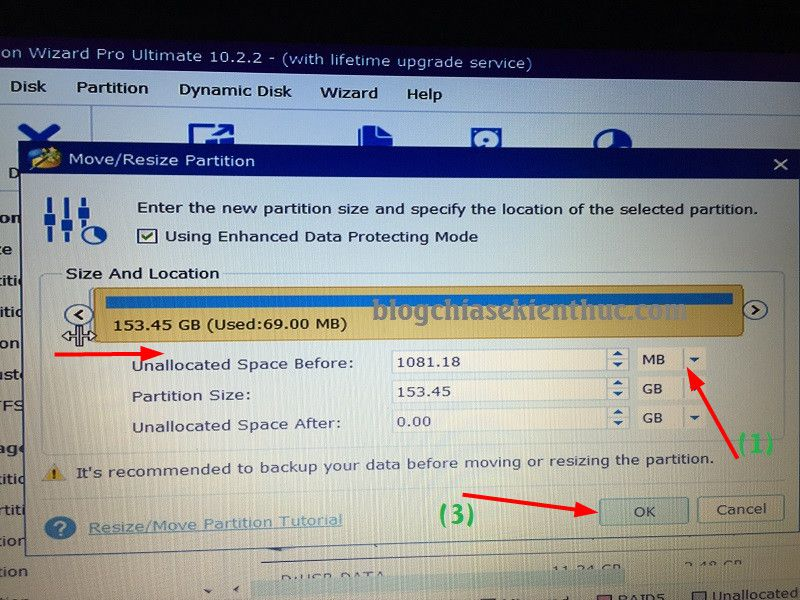 on Wizard Pro Ultimate 10.2.2 - (with lifetime upgrade service)
Disk Partition Dynamic Disk Wizard Help
Move/Resize Partition
Enter the new partition size and specify the location of the selected partition.
Using Enhanced Data Protecting Mode
Size And Location
blogchiasekienthuc.com
153.45 GB (Used:69.00 MB)
Unallocated Space Before: 1081.18 MB
Partition Size: 153.45 GB
Unallocated Space After: 0.00 GB
(1)
It's recommended to backup your data before moving or resizing the partition.
(3)
? Resize/Move Partition Tutorial OK Cancel
D:USB DATA
RAID5 Unallocated